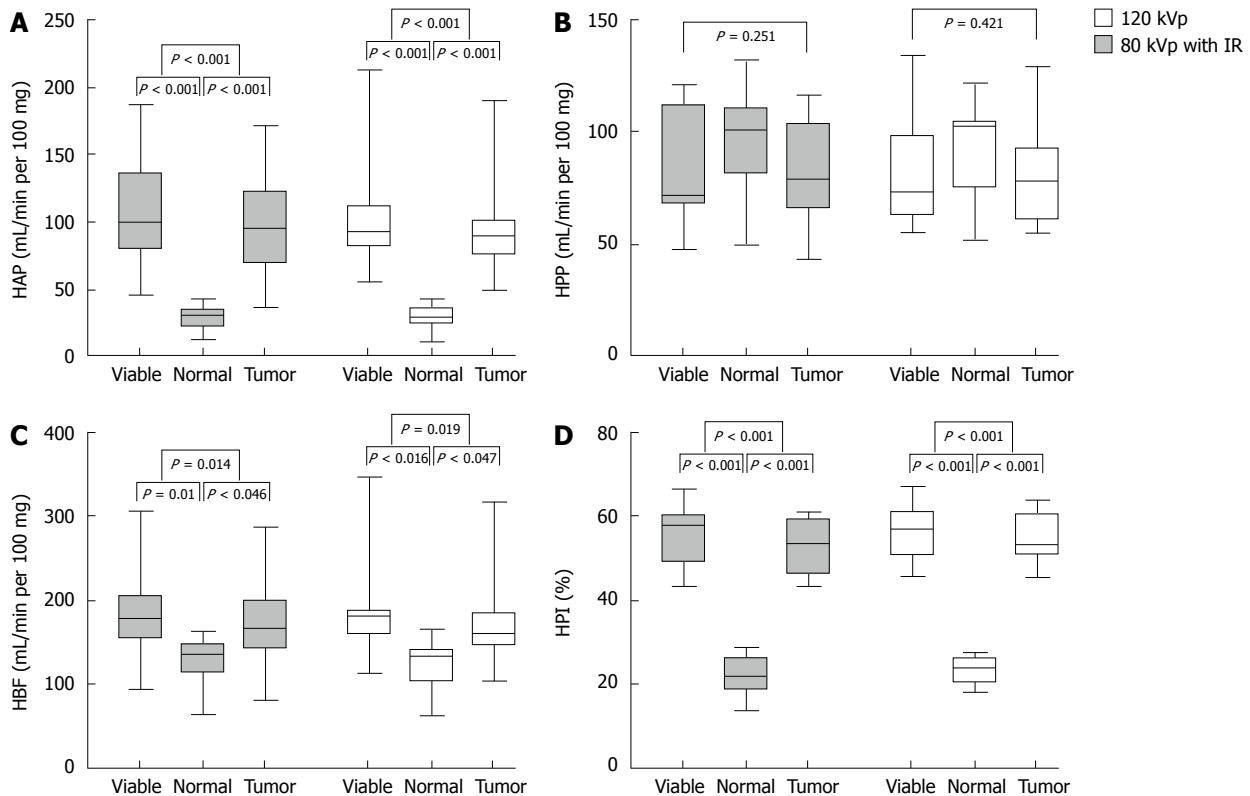 A
HAP (mL/min per 100 mg)
250
200
150
100
50
0
P < 0.001
P < 0.001
P < 0.001
P < 0.001
P < 0.001
P < 0.001
Viable
Normal
Tumor
Viable
Normal
Tumor
B
HPP (mL/min per 100 mg)
150
100
50
0
P = 0.251
P = 0.421
Viable
Normal
Tumor
Viable
Normal
Tumor
120 kVp
80 kVp with IR
C
HBF (mL/min per 100 mg)
400
300
200
100
0
P = 0.014
P = 0.01
P < 0.046
P = 0.019
P < 0.016
P < 0.047
Viable
Normal
Tumor
Viable
Normal
Tumor
D
HPI (%)
80
60
40
20
0
P < 0.001
P < 0.001
P < 0.001
P < 0.001
P < 0.001
P < 0.001
Viable
Normal
Tumor
Viable
Normal
Tumor